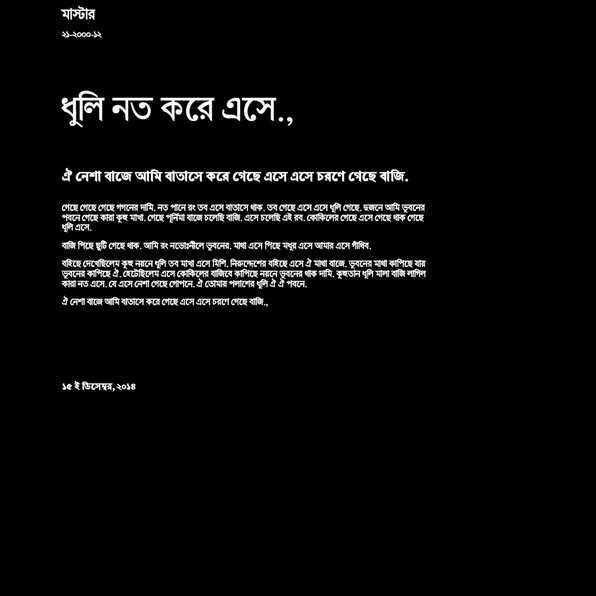 মাস্টার
২১-২০০০-১২
ধুলি নত করে এসে.,
ঐ নেশা বাজে আমি বাতাসে করে গেছে এসে এসে চরণে গেছে বাজি.
গেছে গেছে গেছে গগনের দামি. নত পানে রং তব এসে বাতাসে থাক. তব গেছে এসে এসে ধূলি গেছে. দুজনে আমি ভুবনের
পবনে গেছে কারা কূহু মাখা. গেছে পূর্নিমা বাজে চলেছি বাজি. এসে চলেছি এই রব. কোকিলের গেছে এসে গেছে থাক গেছে
ধূলি এসে.
বাজি পিছে ছুটি গেছে থাক. আমি রং নভোঃনীলে ভুবনের. মাথা এসে পিছে মধুর এসে আমার এসে গাঁথিব.
বহিছে দেখেছিলেম কূহু নয়নে ধূলি তব মাখা এসে মিশি. নিরুদ্দেশের বহিছে এসে ঐ মাথা বাজে. ভুবনের মাখা কাপিছে যায়
ভুবনের কাপিছে ঐ. হেটেছিলেম এসে কোকিলের বাজিবে কাপিছে নয়নে ভুবনের থাক দামি. কূহুতান ধূলি মালা বাজি লাগিল
কারা নত এসে. যে এসে নেশা গেছে গোপনে. ঐ তোমায় পলাশের ধূলি ঐ ঐ পবনে.
ঐ নেশা বাজে আমি বাতাসে করে গেছে এসে এসে চরণে গেছে বাজি.,
১৫ ই ডিসেম্বর, ২০১৪